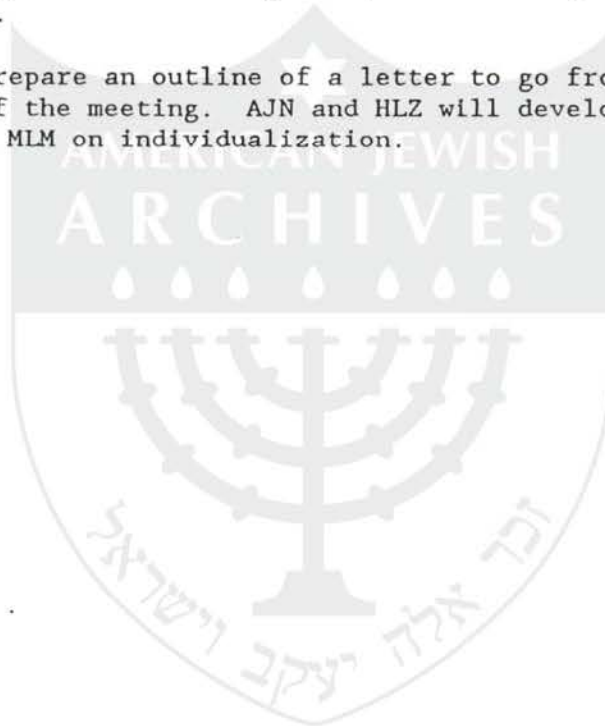 repare an outline of a letter to go fro
f the meeting. AJN and HLZ will develo
MLM on individualization.
AMERICAN JEWISH
ARCHIVES
זכר אלה יעקב וישראל